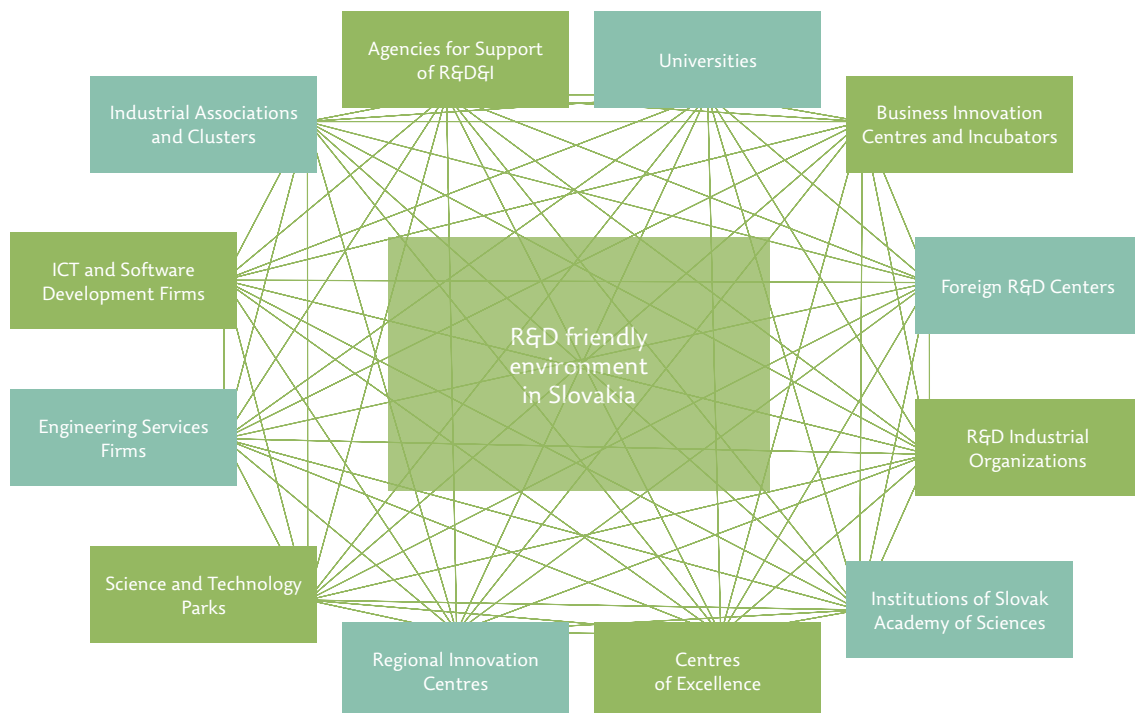 Agencies for Support
of R&D&I
Universities
Industrial Associations
and Clusters
Business Innovation
Centres and Incubators
ICT and Software
Development Firms
Foreign R&D Centers
R&D friendly
environment
in Slovakia
Engineering Services
Firms
R&D Industrial
Organizations
Science and Technology
Parks
Institutions of Slovak
Academy of Sciences
Regional Innovation
Centres
Centres
of Excellence